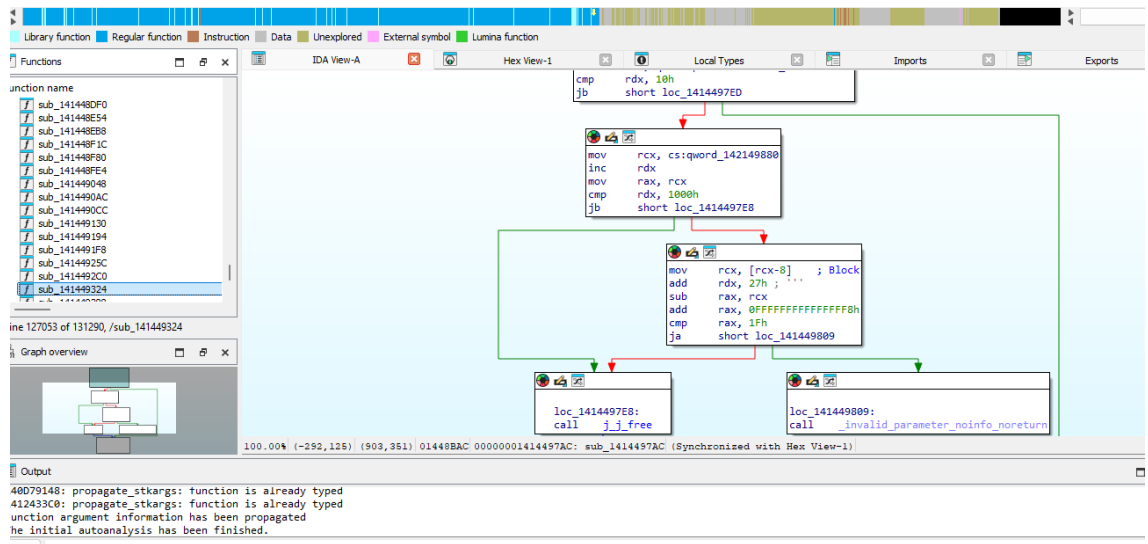 Library function Regular function Instruction Data Unexplored External symbol Lumina function
Functions
IDA View-A Hex View-1 Local Types Imports Exports
unction name
f sub_141448DF0
f sub_141448E54
f sub_141448EB8
f sub_141448F1C
f sub_141448F80
f sub_141448FE4
f sub_141449048
f sub_1414490AC
f sub_1414490CC
f sub_141449130
f sub_141449194
f sub_1414491F8
f sub_14144925C
f sub_1414492C0
f sub_141449324
ine 127053 of 131290, /sub_141449324
Graph overview
cmp rdx, 10h
jb short loc_1414497ED
mov rcx, cs:qword_142149880
inc rdx
mov rax, rcx
cmp rdx, 1000h
jb short loc_1414497E8
mov rcx, [rcx-8] ; Block
add rdx, 27h ; '''
sub rax, rcx
add rax, 0FFFFFFFFFFFFFFF8h
cmp rax, 1Fh
ja short loc_141449809
loc_1414497E8:
call j_j_free
loc_141449809:
call _invalid_parameter_noinfo_noreturn
100.00% (-292,125) (903,351) 01448BAC 00000001414497AC: sub_1414497AC (Synchronized with Hex View-1)
Output
40D79148: propagate_stkargs: function is already typed
412433C0: propagate_stkargs: function is already typed
unction argument information has been propagated
he initial autoanalysis has been finished.